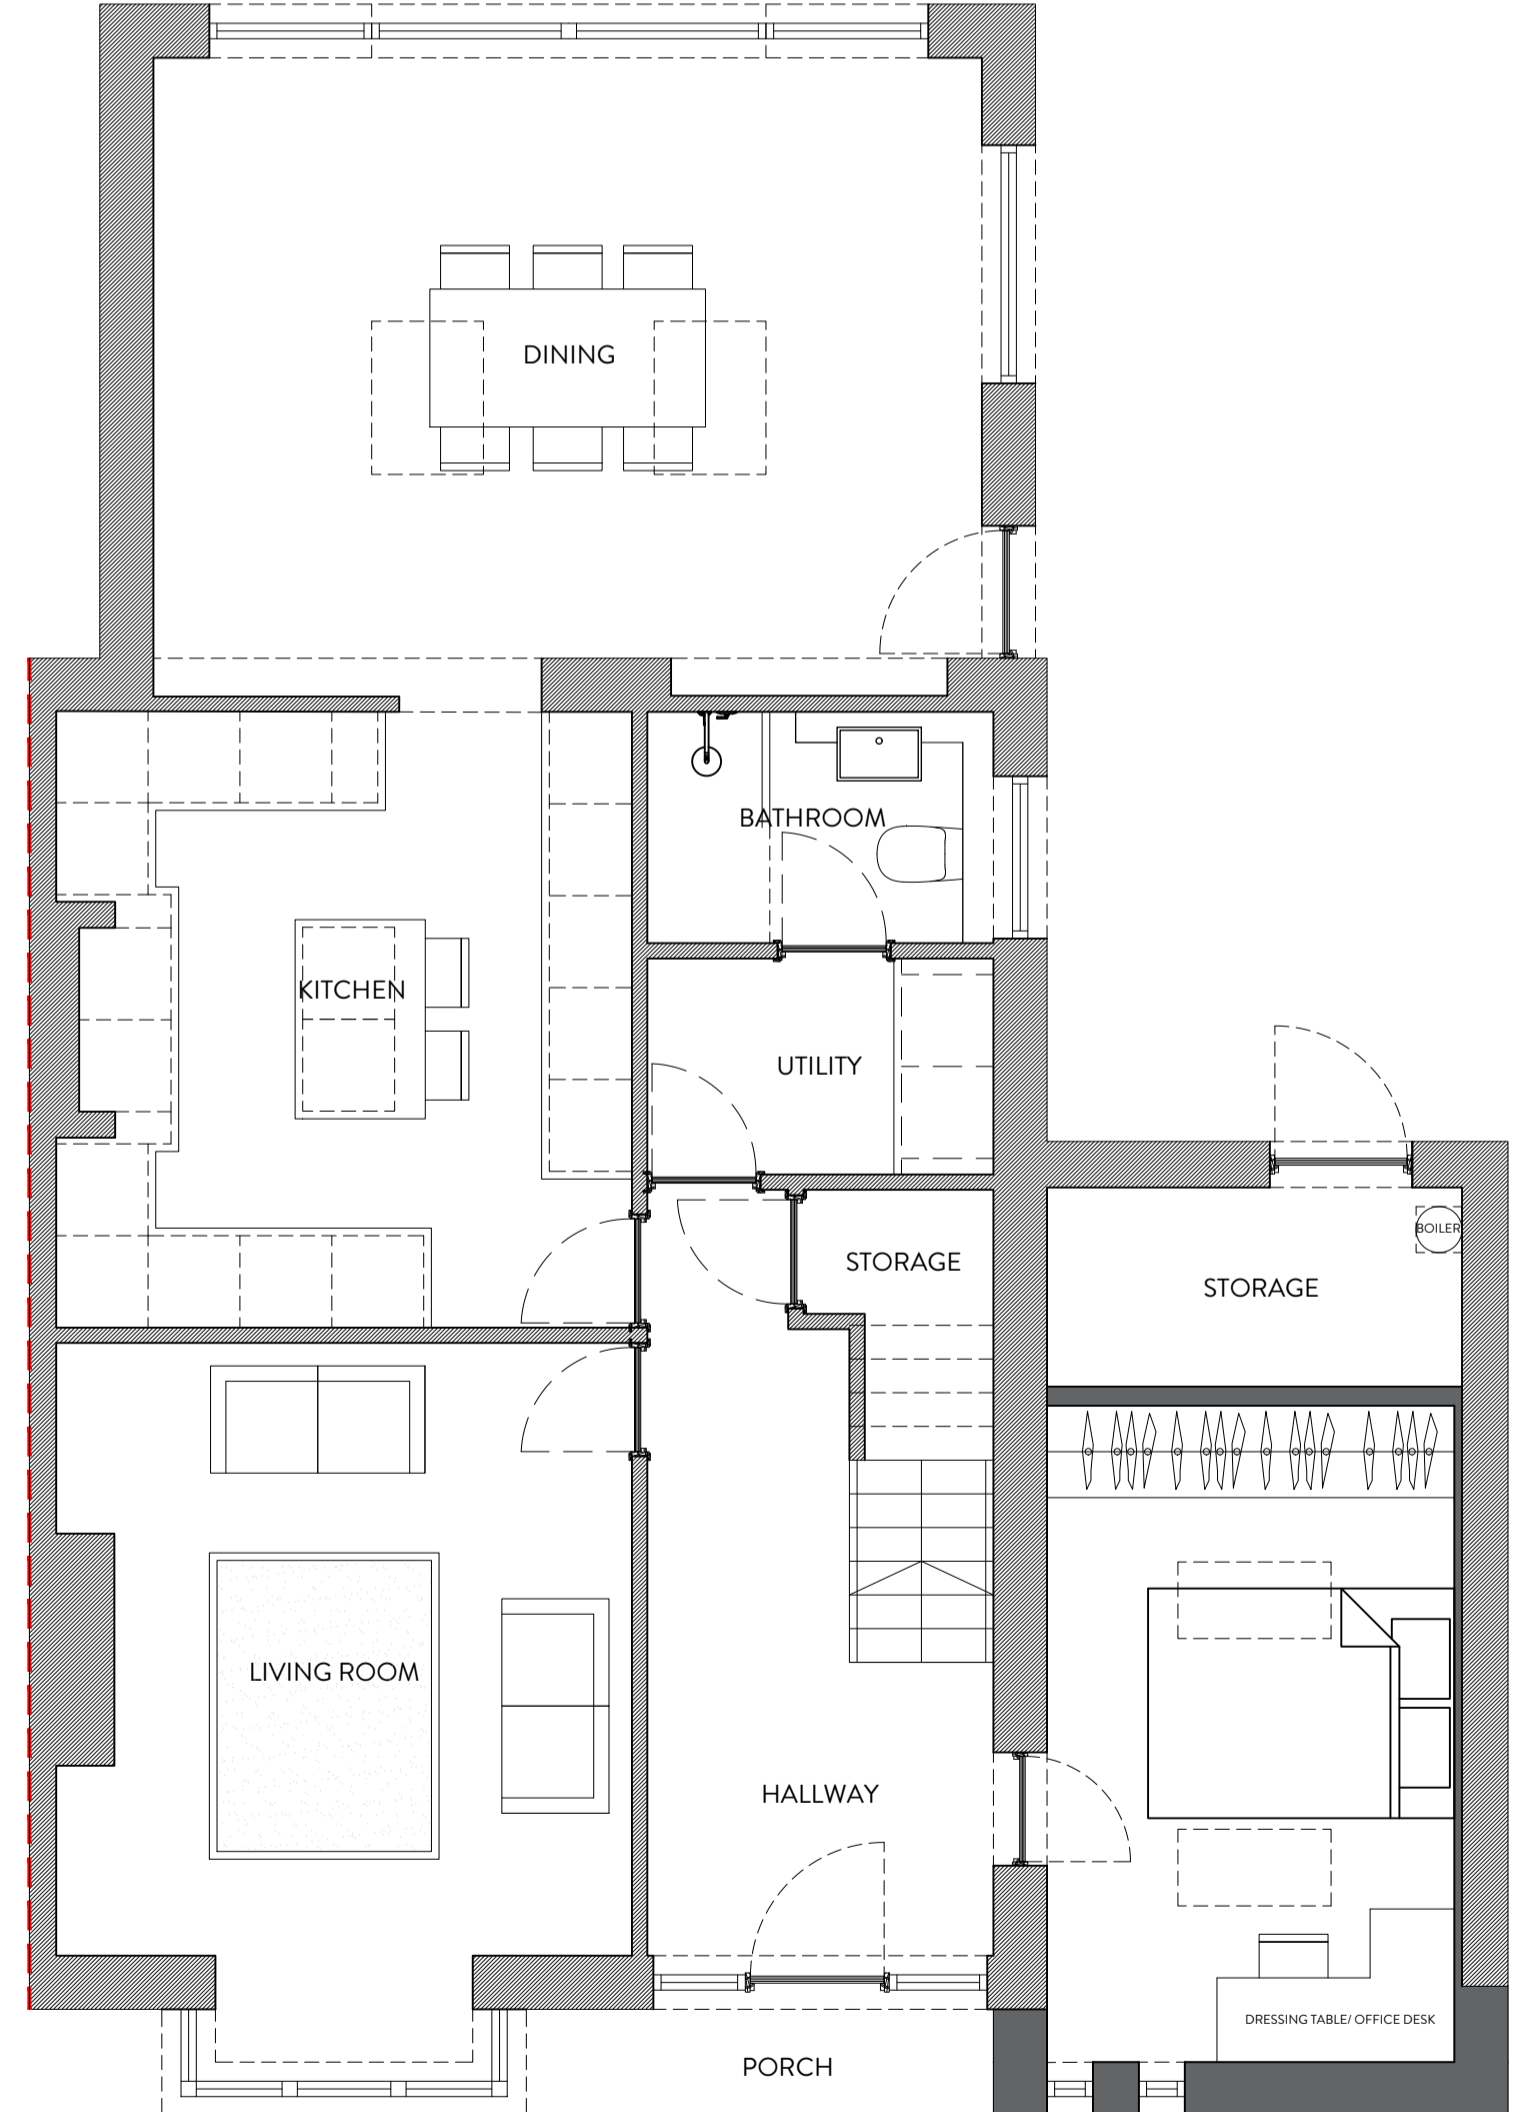 DINING
BATHROOM
KITCHEN
UTILITY
BOILER
STORAGE
STORAGE
LIVING ROOM
HALLWAY
DRESSING TABLE/ OFFICE DESK
PORCH